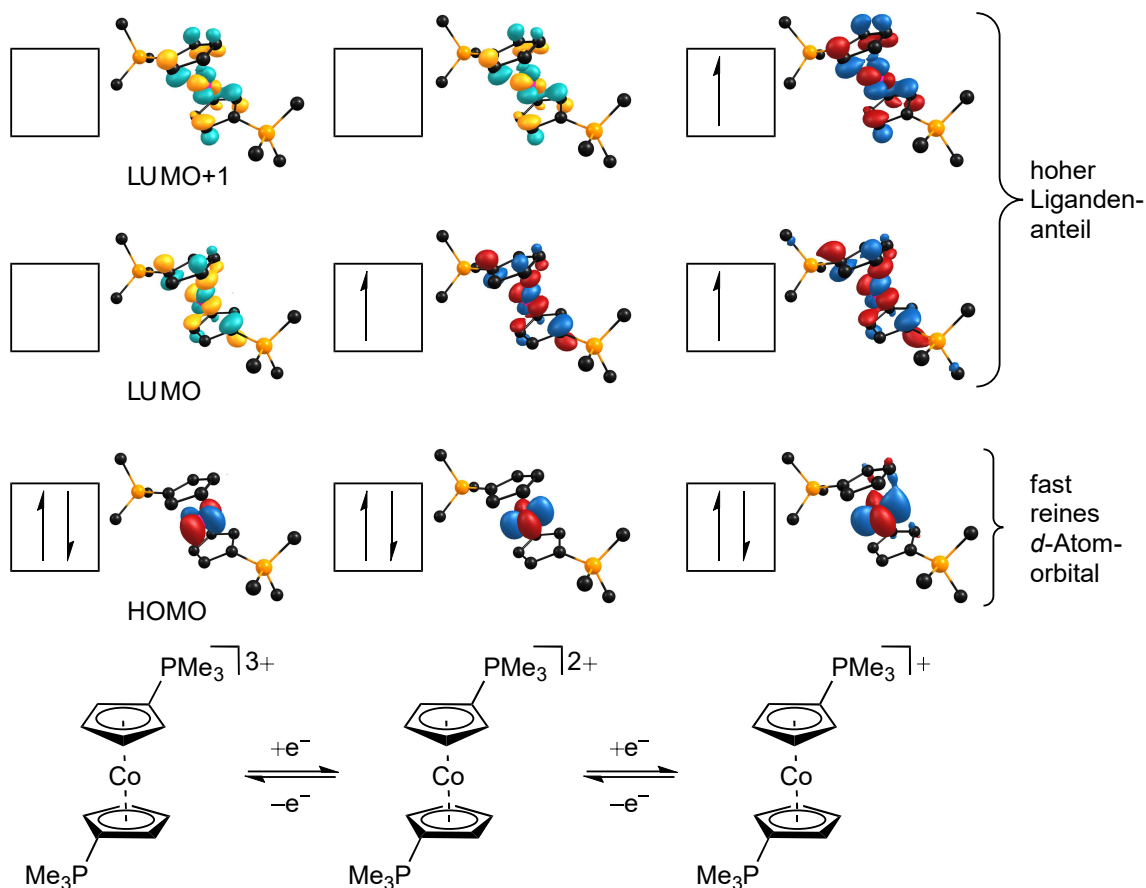 LUMO+1
hoher
Liganden-
anteil
LUMO
HOMO
fast
reines
d-Atom-
orbital
PMe3 3+
PMe3 2+
PMe3 +
+e−
+e−
Co
Co
Co
−e−
−e−
Me3P
Me3P
Me3P